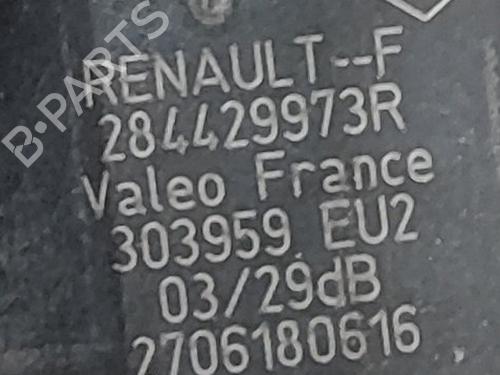 B-PARTS
RENAULT--F
284429973R
Valeo France
303959 EU2
03/29dB
2706180616